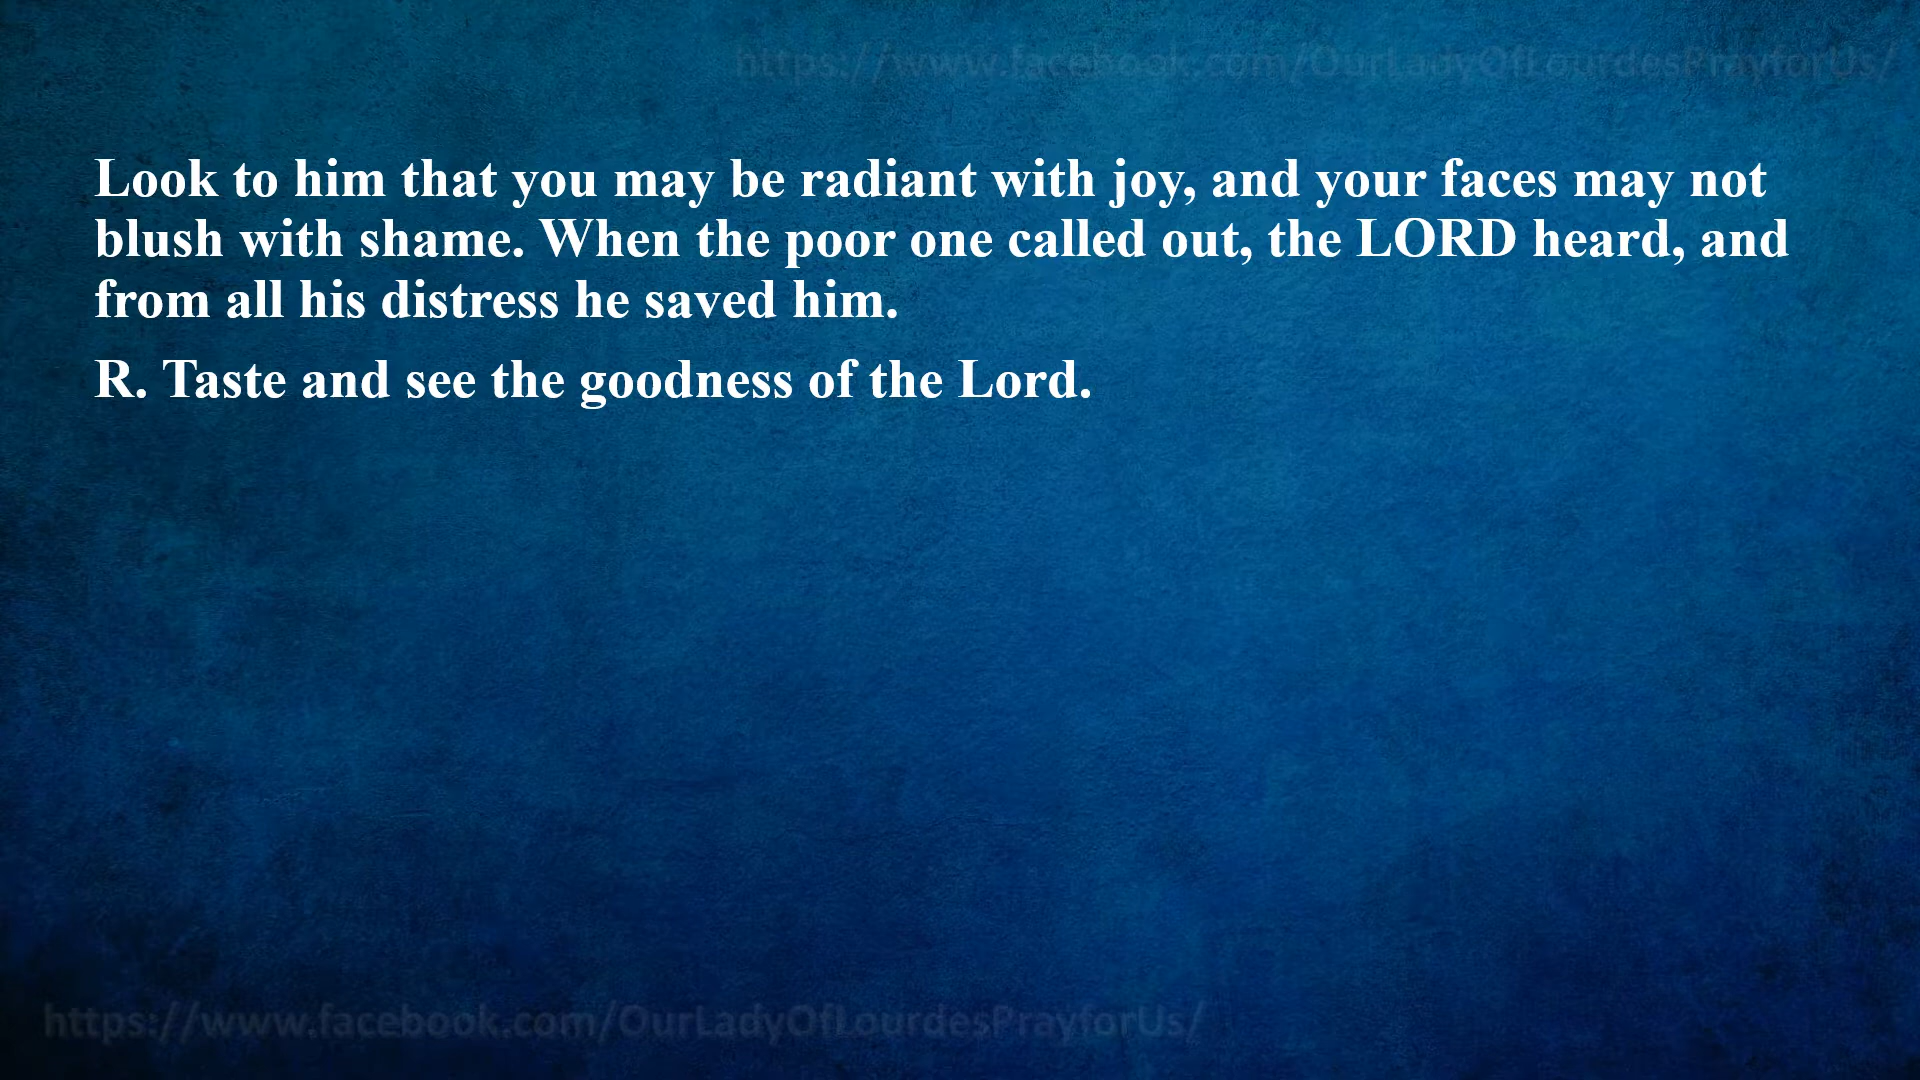 https://www.facebook.com/OurLadyOfLourdesPrayforUs/
Look to him that you may be radiant with joy, and your faces may not
blush with shame. When the poor one called out, the LORD heard, and
from all his distress he saved him.
R. Taste and see the goodness of the Lord.
https://www.facebook.com/OurLadyOfLourdesPrayforUs/